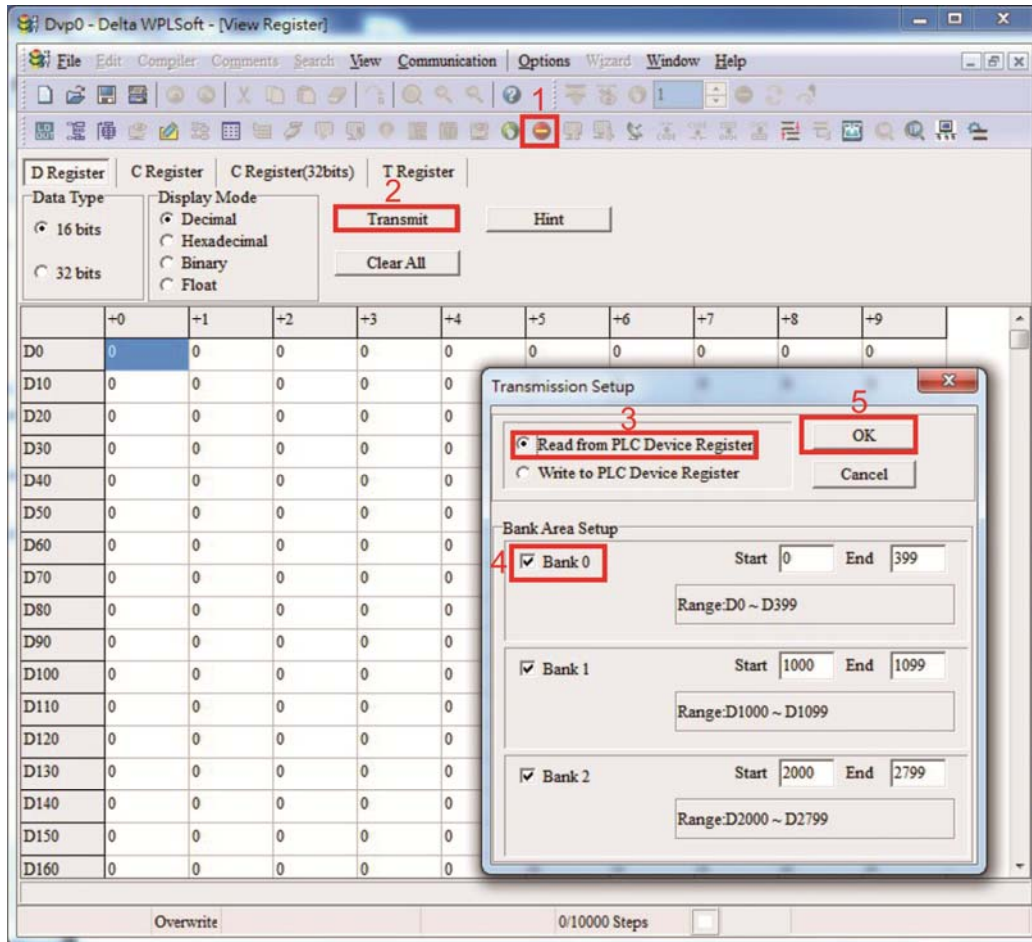 Dvp0 - Delta WPLSoft - [View Register]
File Edit Compiler Comments Search View Communication Options Wizard Window Help
1
1
D Register C Register C Register(32bits) T Register
2
Data Type Display Mode
16 bits Decimal Transmit Hint
Hexadecimal
32 bits Binary Clear All
Float
+0 +1 +2 +3 +4 +5 +6 +7 +8 +9
D0 0 0 0 0 0 0 0 0 0 0
D10 0 0 0 0 0
D20 0 0 0 0 0
D30 0 0 0 0 0
D40 0 0 0 0 0
D50 0 0 0 0 0
D60 0 0 0 0 0
D70 0 0 0 0 0
D80 0 0 0 0 0
D90 0 0 0 0 0
D100 0 0 0 0 0
D110 0 0 0 0 0
D120 0 0 0 0 0
D130 0 0 0 0 0
D140 0 0 0 0 0
D150 0 0 0 0 0
D160 0 0 0 0 0
Transmission Setup
3
5
Read from PLC Device Register OK
Write to PLC Device Register Cancel
Bank Area Setup
4 Bank 0 Start 0 End 399
Range:D0 ~ D399
Bank 1 Start 1000 End 1099
Range:D1000 ~ D1099
Bank 2 Start 2000 End 2799
Range:D2000 ~ D2799
Overwrite 0/10000 Steps